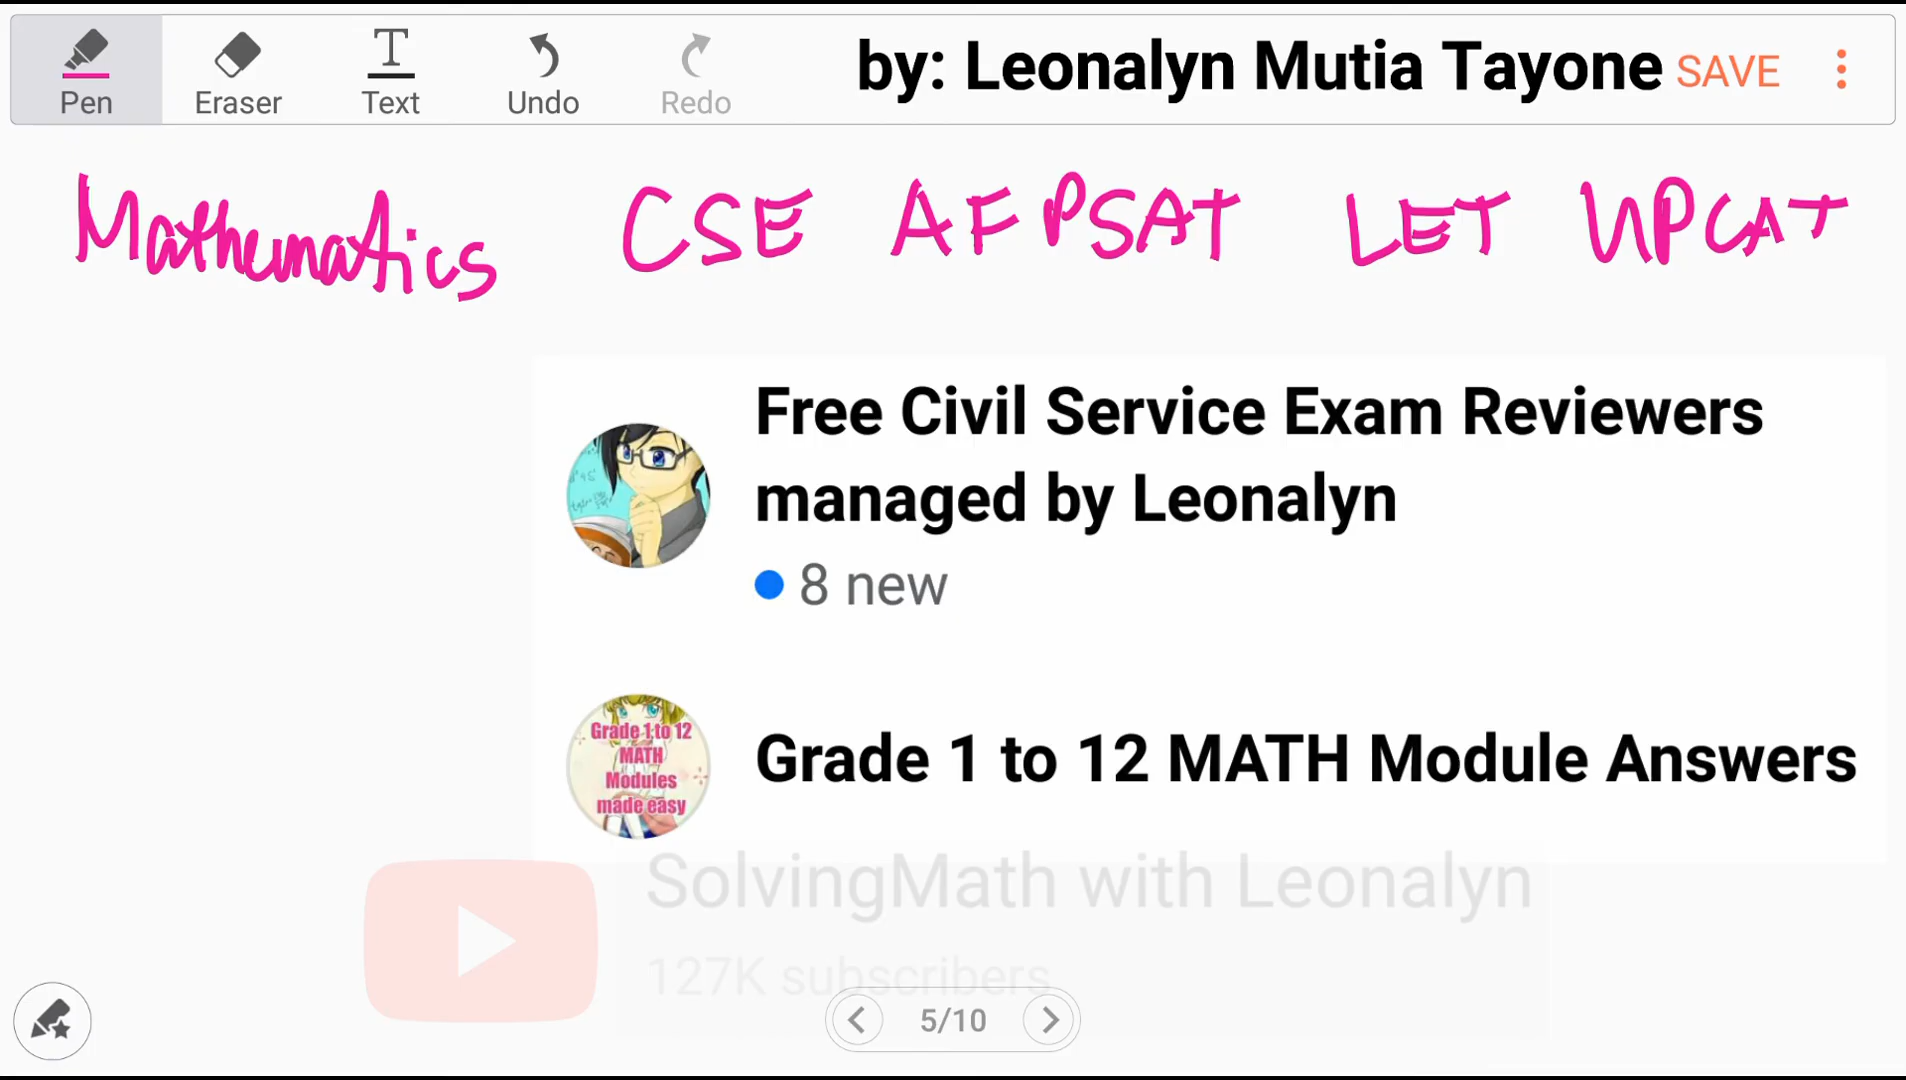 Pen Eraser Text Undo Redo by: Leonalyn Mutia Tayone SAVE
Mathematics CSE AFPSAT LET UPCAT
Free Civil Service Exam Reviewers
managed by Leonalyn
8 new
Grade 1 to 12
MATH
Modules
made easy
Grade 1 to 12 MATH Module Answers
SolvingMath with Leonalyn
127K subscribers
5/10